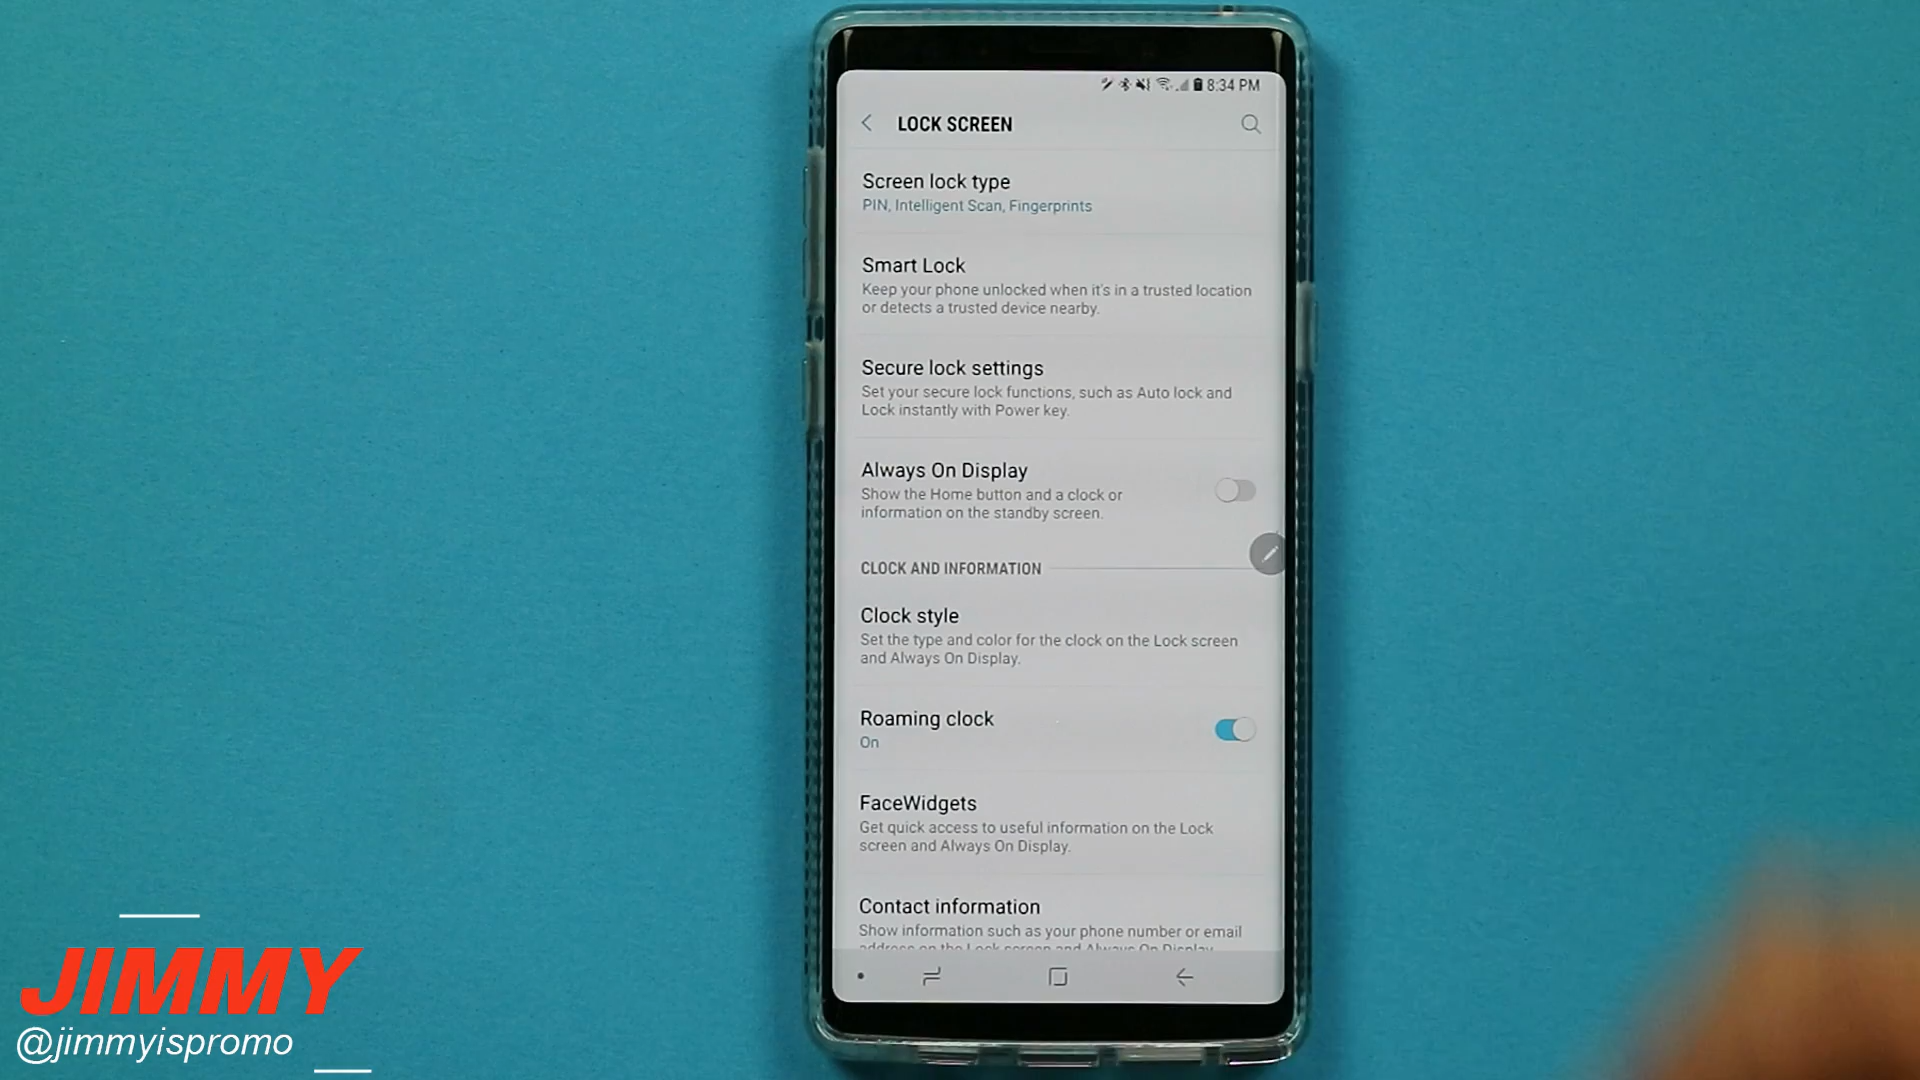 8:34 PM
LOCK SCREEN
Screen lock type
PIN, Intelligent Scan, Fingerprints
Smart Lock
Keep your phone unlocked when it's in a trusted location
or detects a trusted device nearby.
Secure lock settings
Set your secure lock functions, such as Auto lock and
Lock instantly with Power key.
Always On Display
Show the Home button and a clock or
information on the standby screen.
CLOCK AND INFORMATION
Clock style
Set the type and color for the clock on the Lock screen
and Always On Display.
Roaming clock
On
FaceWidgets
Get quick access to useful information on the Lock
screen and Always On Display.
Contact information
Show information such as your phone number or email
address on the Lock screen and Always On Display.
JIMMY
@jimmyispromo